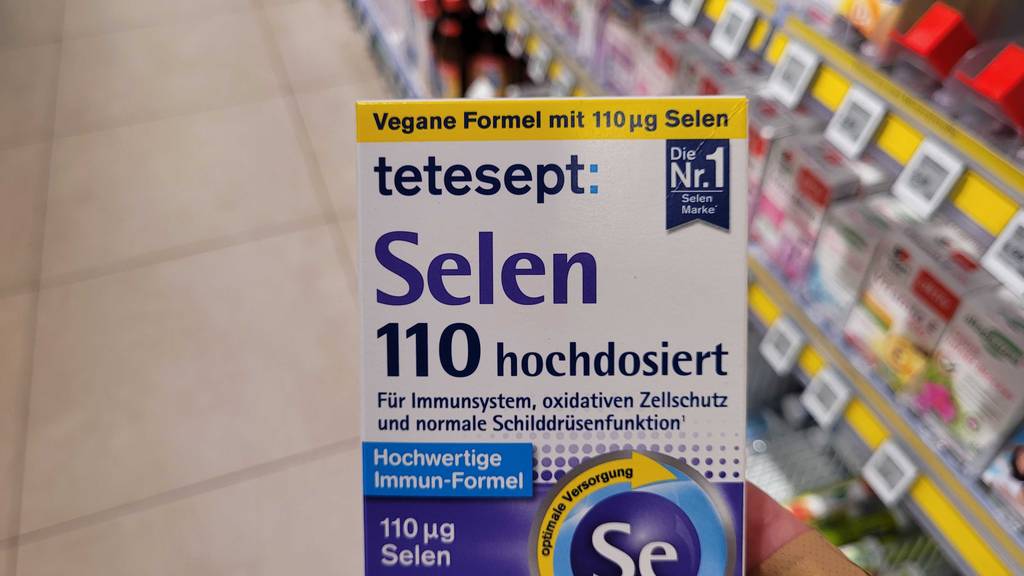 Vegane Formel mit 110 µg Selen
tetesept:
Die
Nr.1
Selen
Marke*
Selen
110 hochdosiert
Für Immunsystem, oxidativen Zellschutz
und normale Schilddrüsenfunktion¹
Hochwertige
Immun-Formel
optimale Versorgung
110 µg
Selen
Se